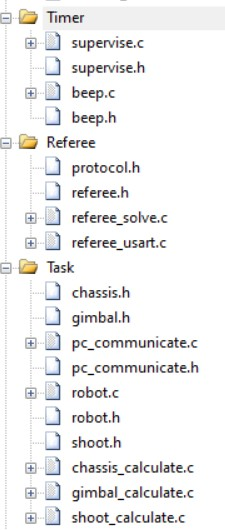 Timer
supervise.c
supervise.h
beep.c
beep.h
Referee
protocol.h
referee.h
referee_solve.c
referee_usart.c
Task
chassis.h
gimbal.h
pc_communicate.c
pc_communicate.h
robot.c
robot.h
shoot.h
chassis_calculate.c
gimbal_calculate.c
shoot_calculate.c